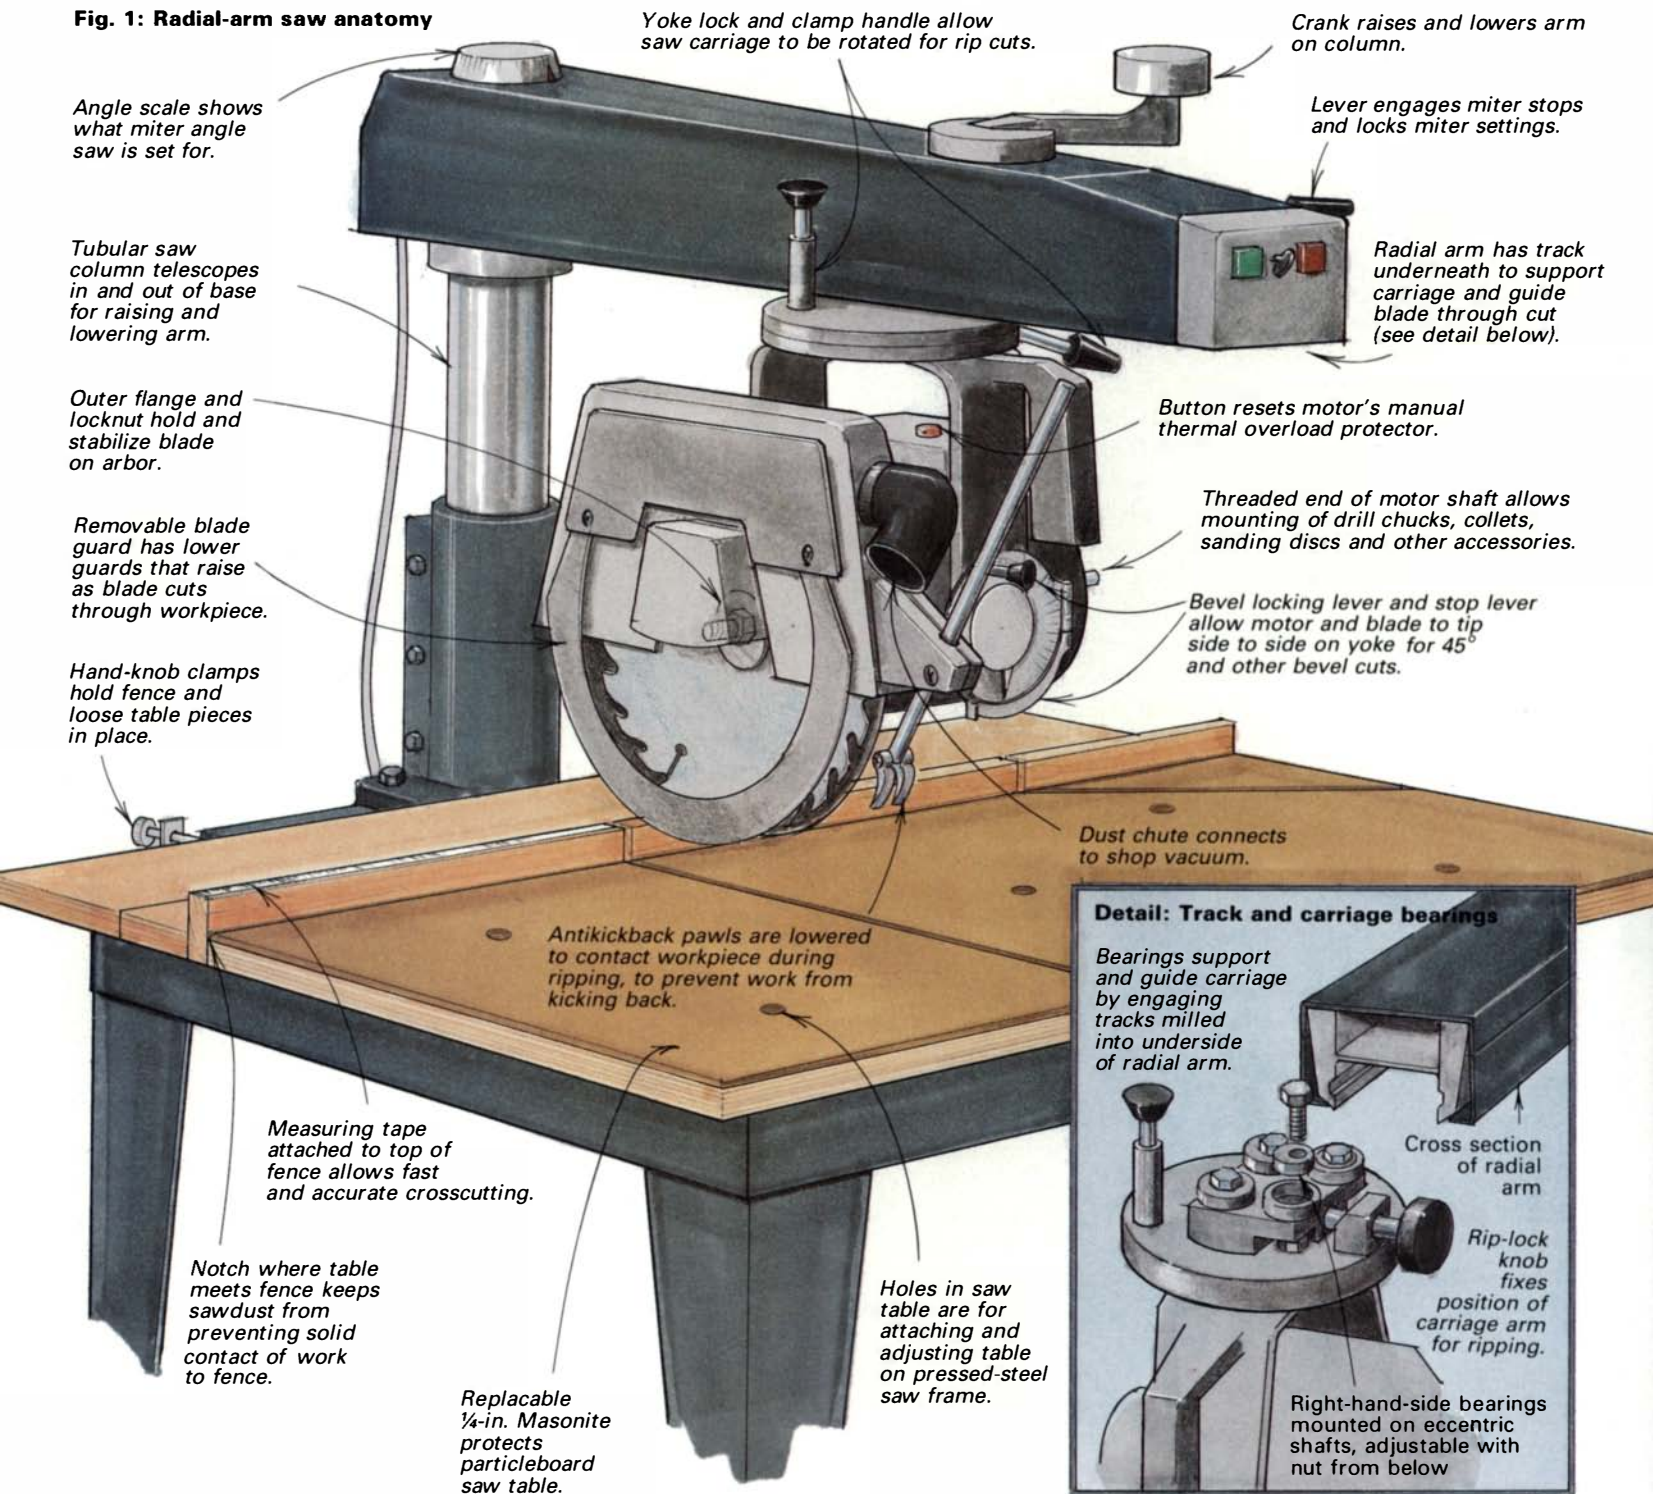 Fig. 1: Radial-arm saw anatomy
Yoke lock and clamp handle allow
saw carriage to be rotated for rip cuts.
Crank raises and lowers arm
on column.
Angle scale shows
what miter angle
saw is set for.
Lever engages miter stops
and locks miter settings.
Tubular saw
column telescopes
in and out of base
for raising and
lowering arm.
Radial arm has track
underneath to support
carriage and guide
blade through cut
(see detail below).
Outer flange and
locknut hold and
stabilize blade
on arbor.
Button resets motor's manual
thermal overload protector.
Removable blade
guard has lower
guards that raise
as blade cuts
through workpiece.
Threaded end of motor shaft allows
mounting of drill chucks, collets,
sanding discs and other accessories.
Bevel locking lever and stop lever
allow motor and blade to tip
side to side on yoke for 45°
and other bevel cuts.
Hand-knob clamps
hold fence and
loose table pieces
in place.
Dust chute connects
to shop vacuum.
Antikickback pawls are lowered
to contact workpiece during
ripping, to prevent work from
kicking back.
Measuring tape
attached to top of
fence allows fast
and accurate crosscutting.
Notch where table
meets fence keeps
sawdust from
preventing solid
contact of work
to fence.
Replacable
¼-in. Masonite
protects
particleboard
saw table.
Holes in saw
table are for
attaching and
adjusting table
on pressed-steel
saw frame.
Detail: Track and carriage bearings
Bearings support
and guide carriage
by engaging
tracks milled
into underside
of radial arm.
Cross section
of radial
arm
Rip-lock
knob
fixes
position of
carriage arm
for ripping.
Right-hand-side bearings
mounted on eccentric
shafts, adjustable with
nut from below